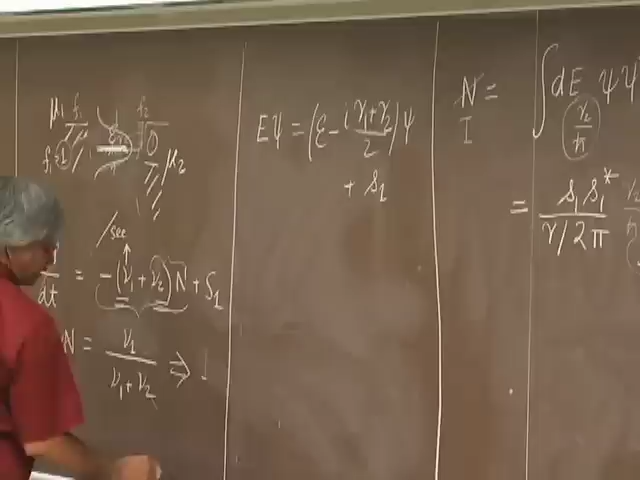 μ₁ f₁ f₂
f₁=1 ε 0 μ₂
/sec
dt = -(ν₁ + ν₂)N + S₁
N = ν₁ / (ν₁ + ν₂) ⇒ I
Eψ = (ε - i(γ₁+γ₂)/2)ψ
+ s₁
N = ∫dE ψψ*
I γ₂/ħ
= s₁s₁* / (γ/2π) γ₂/ħ